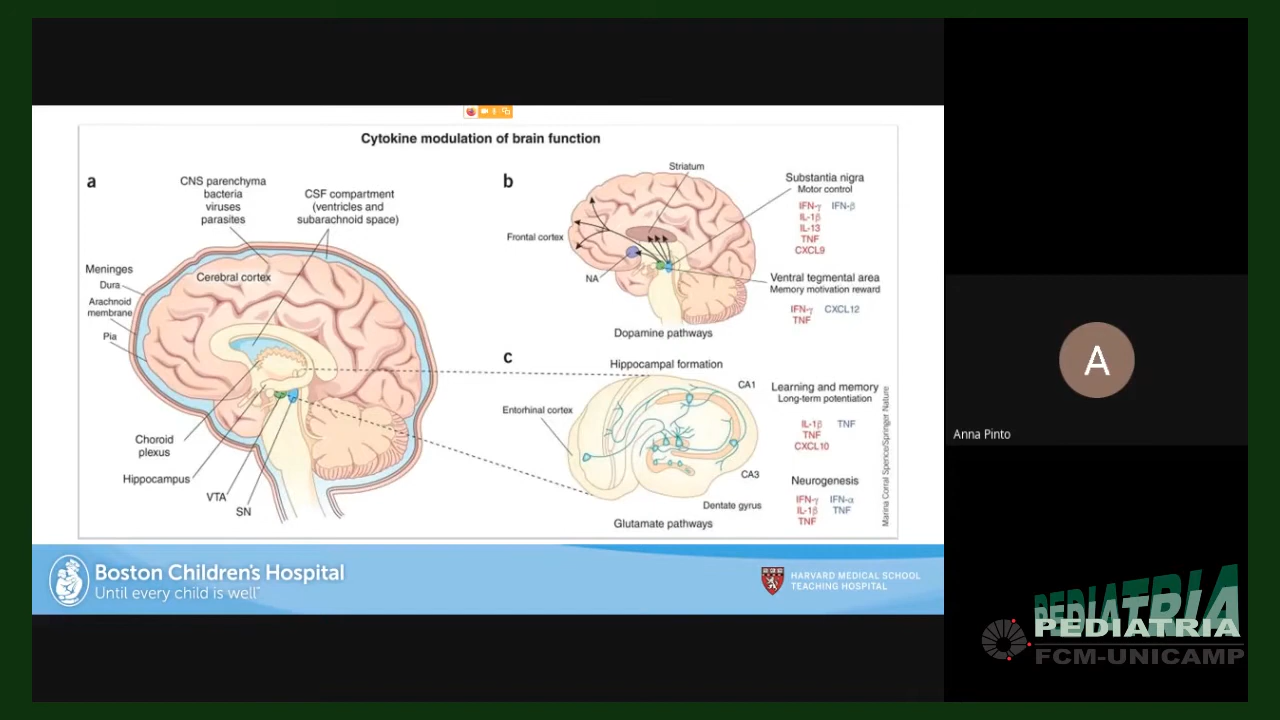 Cytokine modulation of brain function
a
CNS parenchyma
bacteria
viruses
parasites
CSF compartment
(ventricles and
subarachnoid space)
Meninges
Dura
Arachnoid
membrane
Pia
Cerebral cortex
Choroid
plexus
Hippocampus
VTA
SN
b
Striatum
Frontal cortex
NA
Dopamine pathways
Substantia nigra
Motor control
IFN-γ IFN-β
IL-1β
IL-13
TNF
CXCL9
Ventral tegmental area
Memory motivation reward
IFN-γ CXCL12
TNF
c
Hippocampal formation
CA1
Entorhinal cortex
CA3
Dentate gyrus
Glutamate pathways
Learning and memory
Long-term potentiation
IL-1β TNF
TNF
CXCL10
Neurogenesis
IFN-γ IFN-α
IL-1β TNF
TNF
Marina Corral Spence/Springer Nature
Boston Children's Hospital
Until every child is well™
HARVARD MEDICAL SCHOOL
TEACHING HOSPITAL
A
Anna Pinto
PEDIATRIA
PEDIATRIA
FCM-UNICAMP